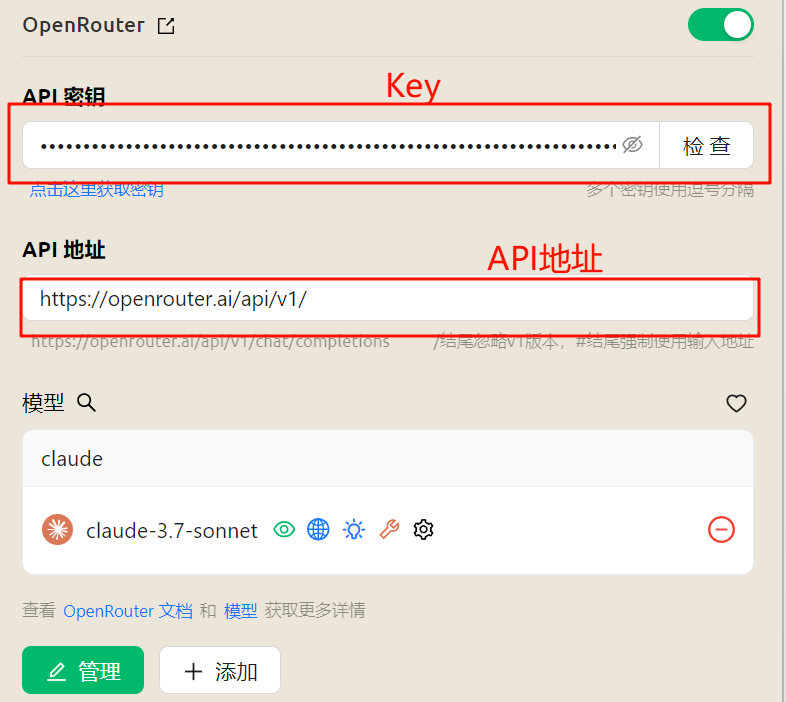 OpenRouter
Key
API 密钥
••••••••••••••••••••••••••••••••••••••••••••••••••••••••••••••••••••••••• 检 查
点击这里获取密钥 多个密钥使用逗号分隔
API 地址
API地址
https://openrouter.ai/api/v1/
https://openrouter.ai/api/v1/chat/completions /结尾忽略v1版本，#结尾强制使用输入地址
模型
claude
claude-3.7-sonnet
查看 OpenRouter 文档 和 模型 获取更多详情
管理 添加